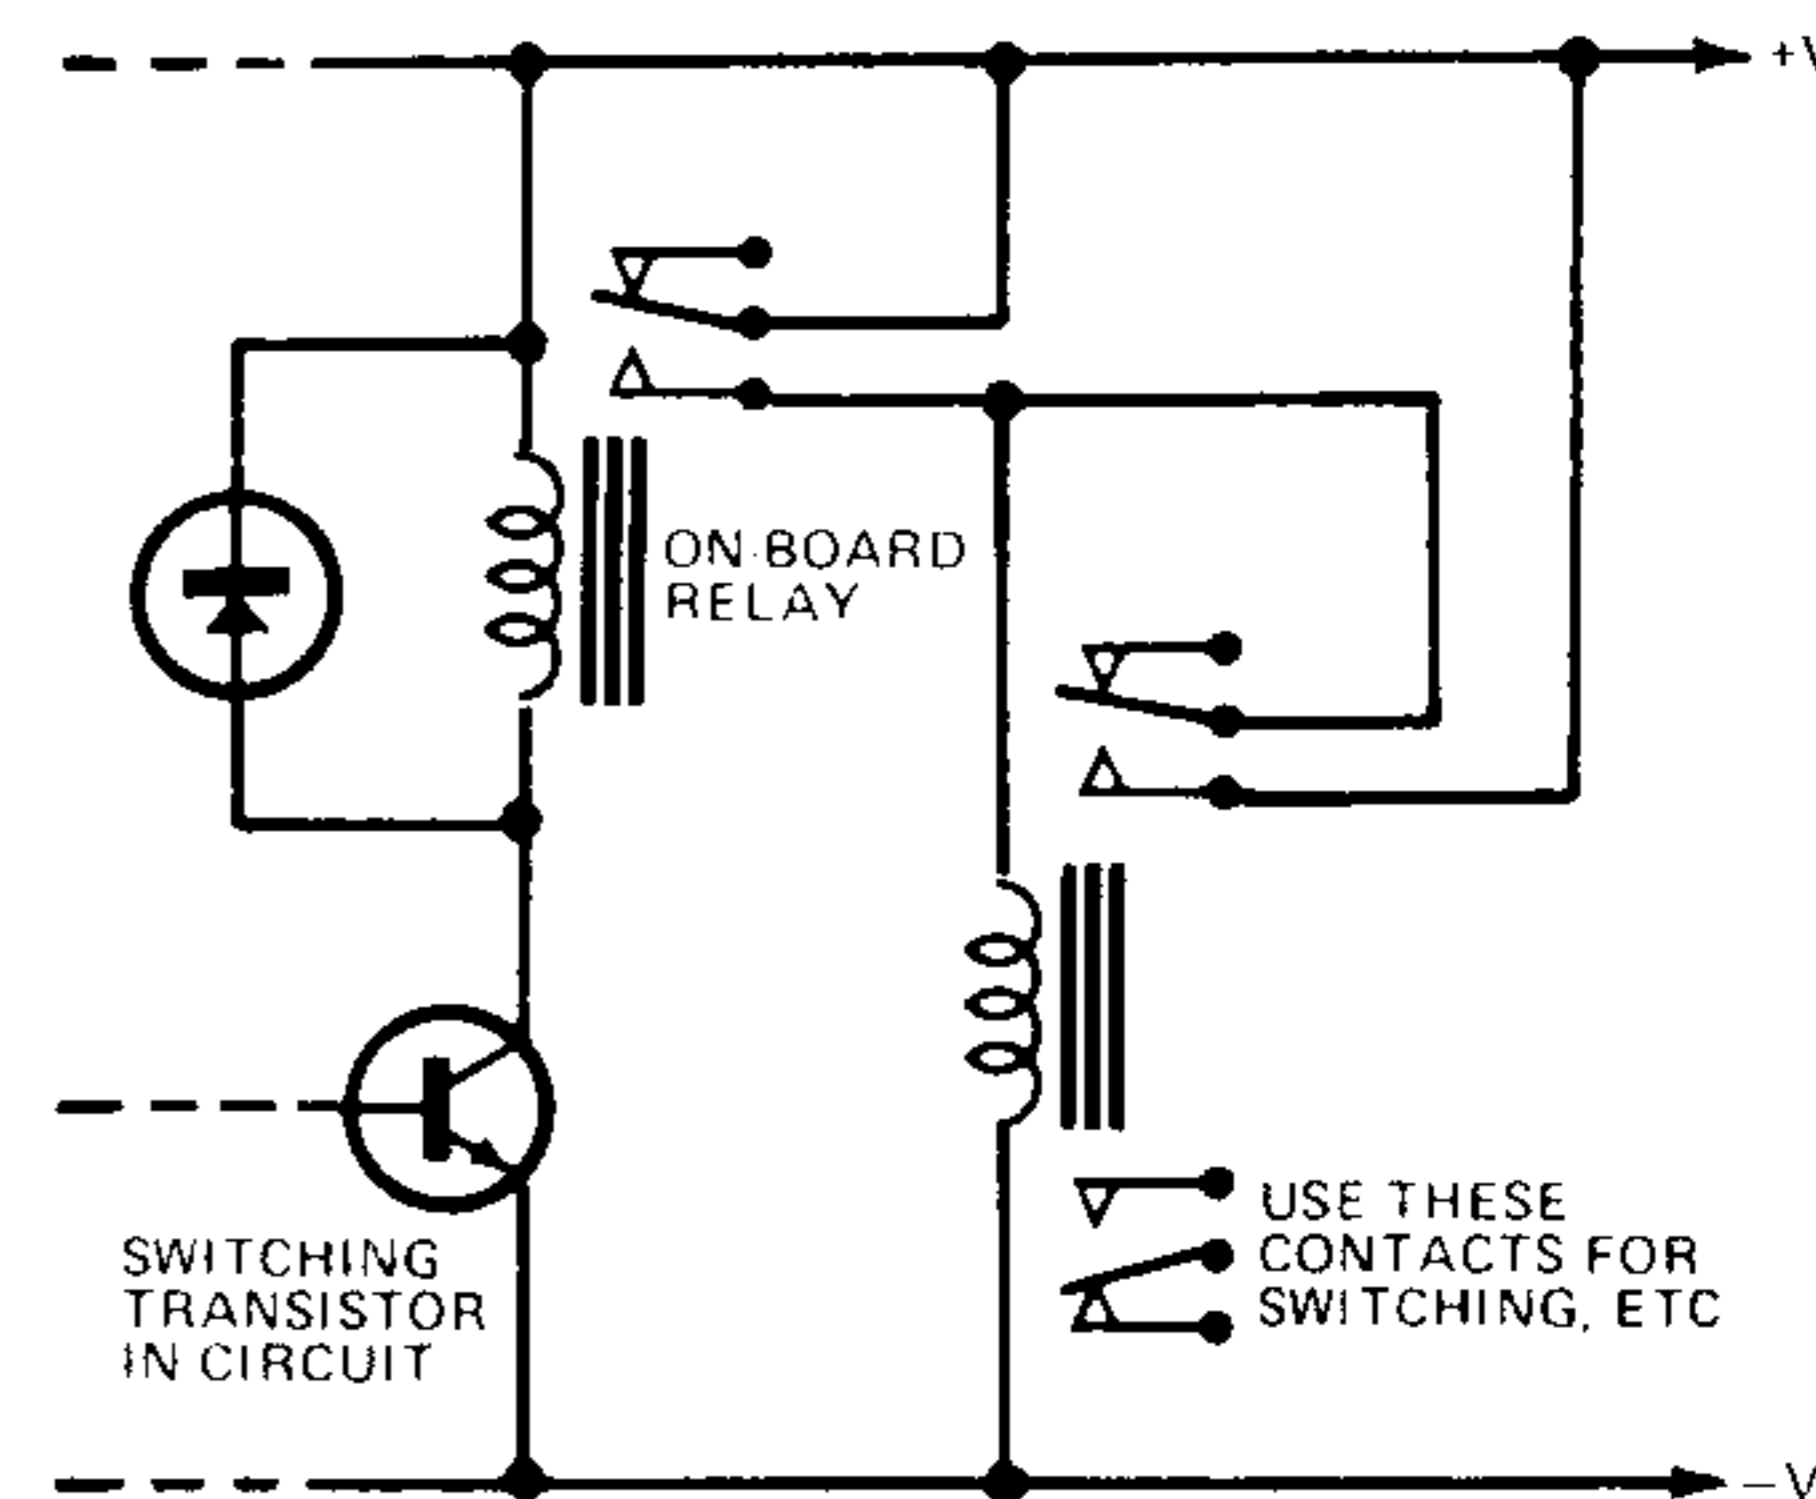 +V
ON-BOARD
RELAY
USE THESE
CONTACTS FOR
SWITCHING, ETC
SWITCHING
TRANSISTOR
IN CIRCUIT
−V